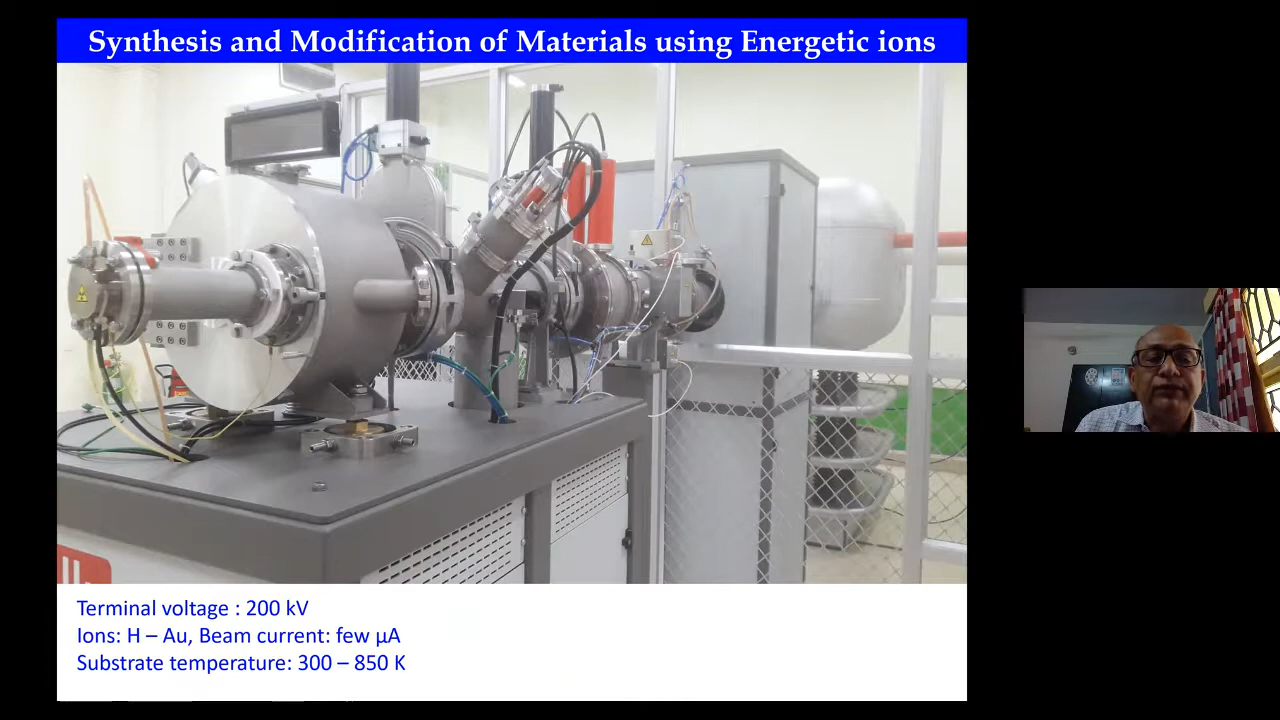 Synthesis and Modification of Materials using Energetic ions
Terminal voltage : 200 kV
Ions: H – Au, Beam current: few µA
Substrate temperature: 300 – 850 K